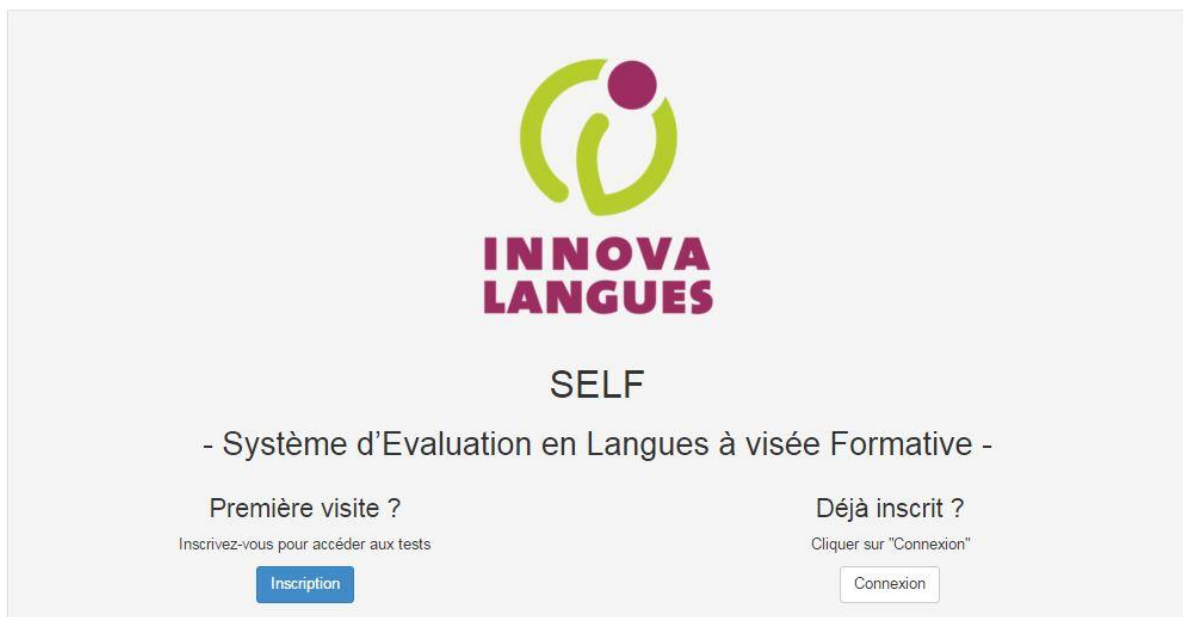 INNOVA
LANGUES
SELF
- Système d’Evaluation en Langues à visée Formative -
Première visite ?
Inscrivez-vous pour accéder aux tests
Inscription
Déjà inscrit ?
Cliquer sur "Connexion"
Connexion